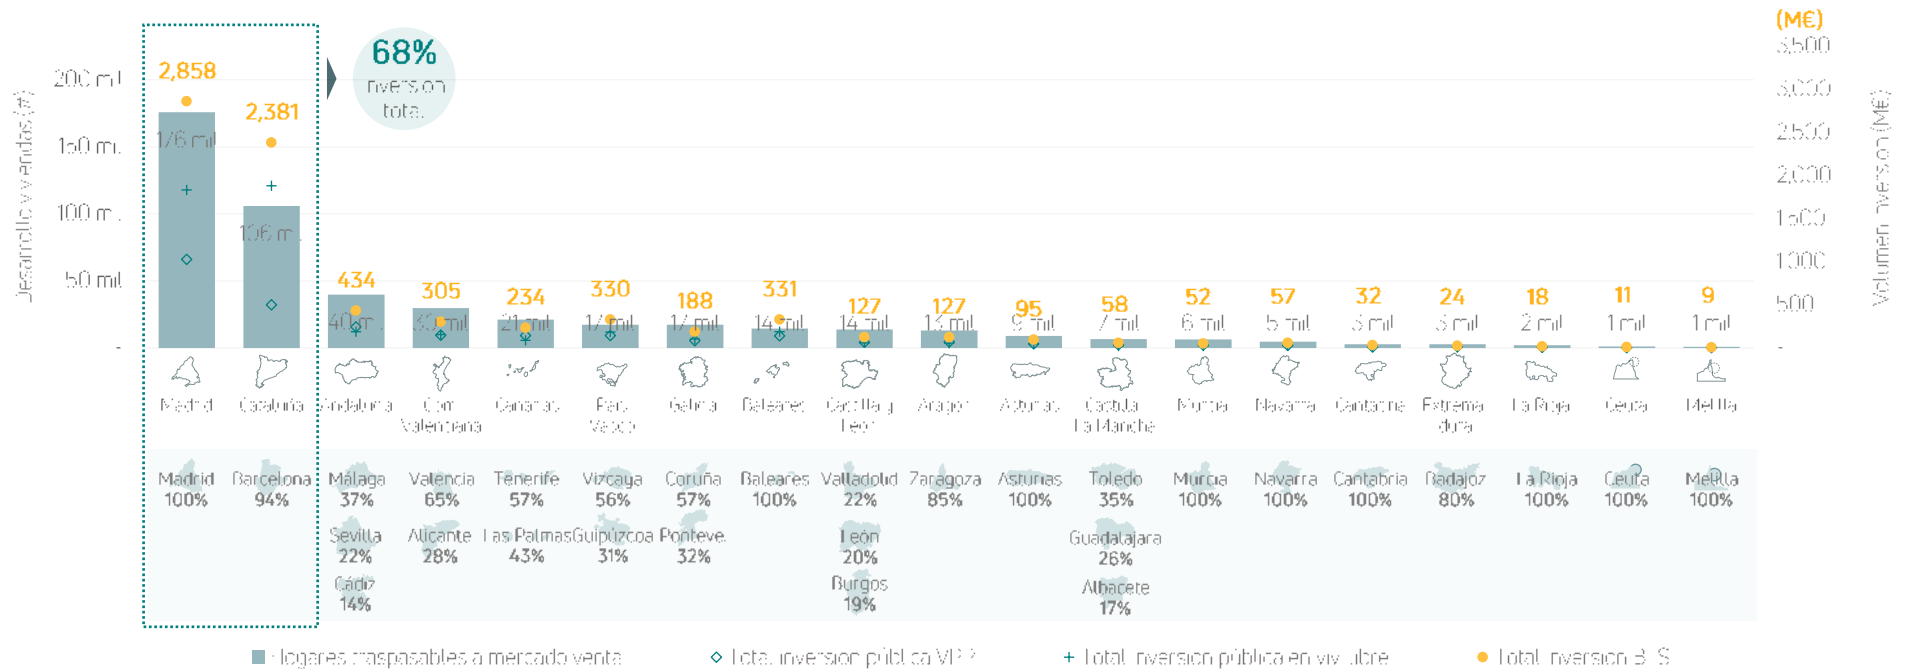 (M€)
3,500
3,000
2,500
2,000
1,500
1,000
500
-
Volumen inversión (M€)
Desarrollo viviendas (#)
200 mil
150 mil
100 mil
50 mil
-
68%
inversión
total
2,858
2,381
434
305
234
330
188
331
127
127
95
58
52
57
32
24
18
11
9
176 mil
106 mil
40 mil
30 mil
21 mil
17 mil
17 mil
14 mil
14 mil
13 mil
9 mil
7 mil
6 mil
5 mil
3 mil
3 mil
2 mil
1 mil
1 mil
Madrid
Cataluña
Andalucía
Com.
Valenciana
Canarias
País
Vasco
Galicia
Baleares
Castilla y
León
Aragón
Asturias
Castilla
La Mancha
Murcia
Navarra
Cantabria
Extrema
dura
La Rioja
Ceuta
Melilla
Madrid
100%
Barcelona
94%
Málaga
37%
Valencia
65%
Tenerife
57%
Vizcaya
56%
Coruña
57%
Baleares
100%
Valladolid
22%
Zaragoza
85%
Asturias
100%
Toledo
35%
Murcia
100%
Navarra
100%
Cantabria
100%
Badajoz
80%
La Rioja
100%
Ceuta
100%
Melilla
100%
Sevilla
22%
Alicante
28%
Las Palmas
43%
Guipúzcoa
31%
Ponteve.
32%
León
20%
Guadalajara
26%
Cádiz
14%
Burgos
19%
Albacete
17%
Hogares traspasables a mercado venta
Total inversión pública
Total inversión pública en viv. libre
Total inversión